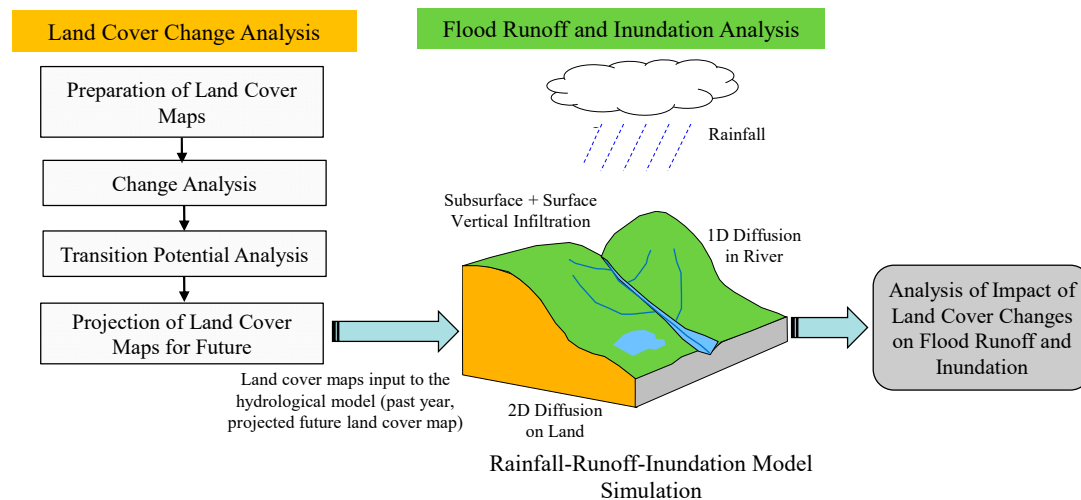 Land Cover Change Analysis
Preparation of Land Cover
Maps
Change Analysis
Transition Potential Analysis
Projection of Land Cover
Maps for Future
Land cover maps input to the
hydrological model (past year,
projected future land cover map)
Flood Runoff and Inundation Analysis
Rainfall
Subsurface + Surface
Vertical Infiltration
1D Diffusion
in River
2D Diffusion
on Land
Rainfall-Runoff-Inundation Model
Simulation
Analysis of Impact of
Land Cover Changes
on Flood Runoff and
Inundation